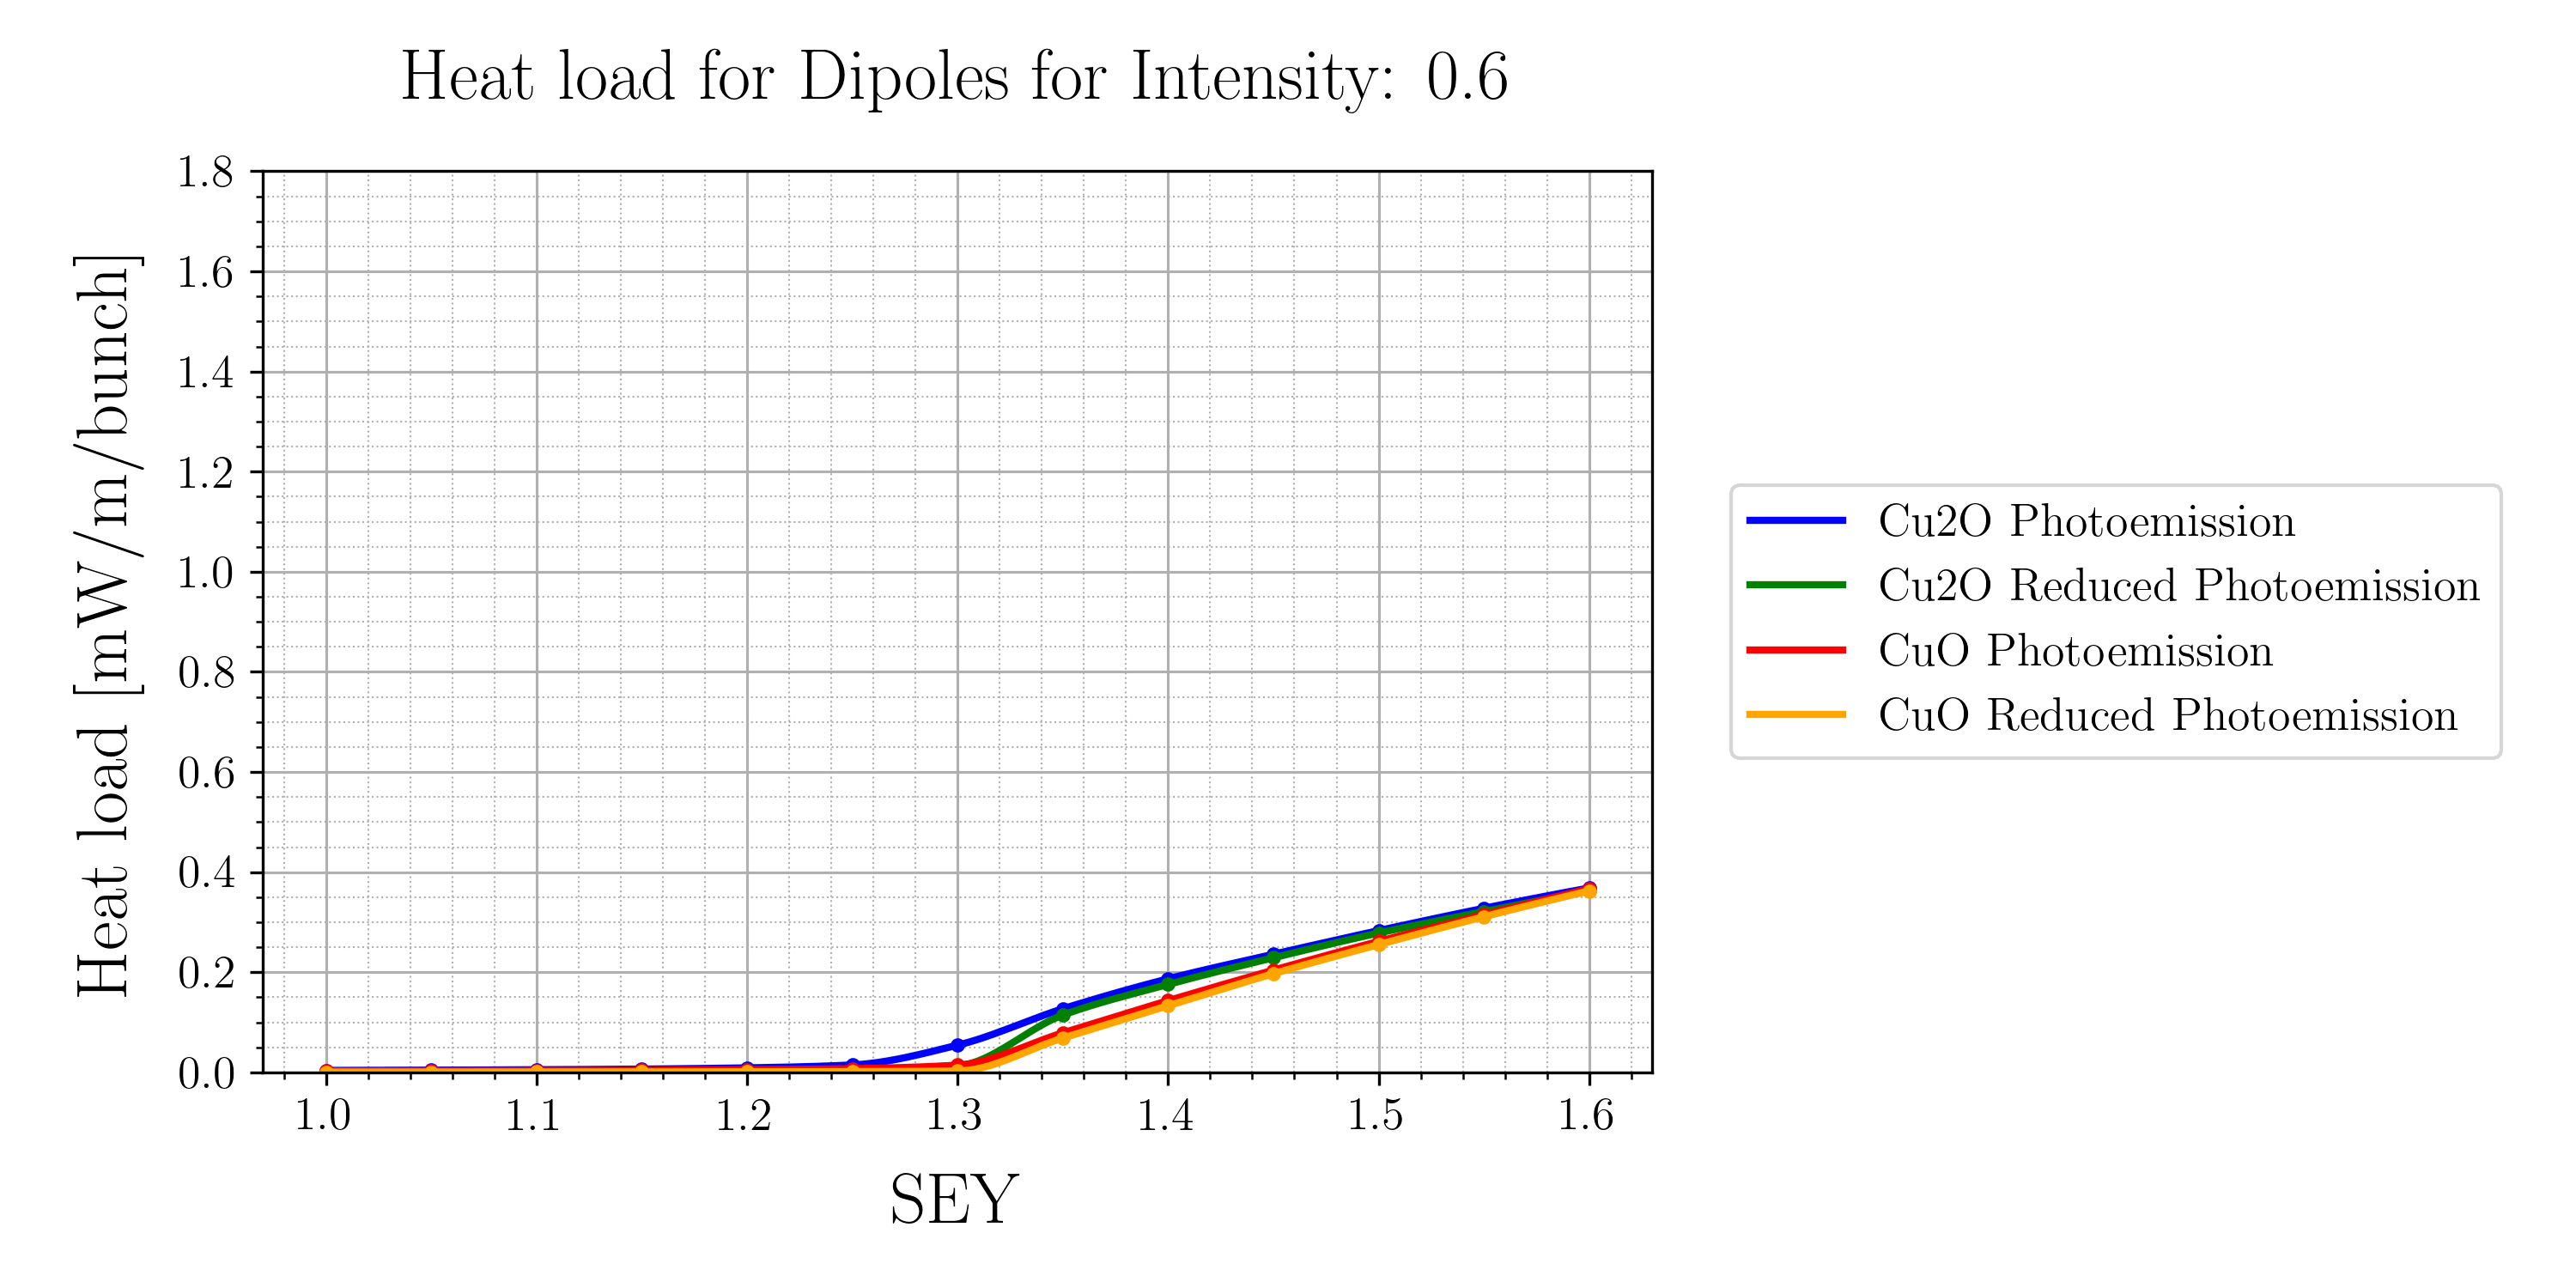 Heat load for Dipoles for Intensity: 0.6
Heat load [mW/m/bunch]
1.8
1.6
1.4
1.2
1.0
0.8
0.6
0.4
0.2
0.0
1.0 1.1 1.2 1.3 1.4 1.5 1.6
SEY
Cu2O Photoemission
Cu2O Reduced Photoemission
CuO Photoemission
CuO Reduced Photoemission